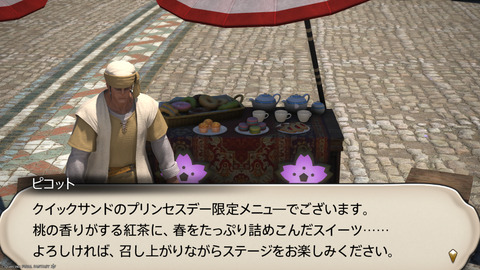 ピコット
クイックサンドのプリンセスデー限定メニューでございます。
桃の香りがする紅茶に、春をたっぷり詰めこんだスイーツ……
よろしければ、召し上がりながらステージをお楽しみください。